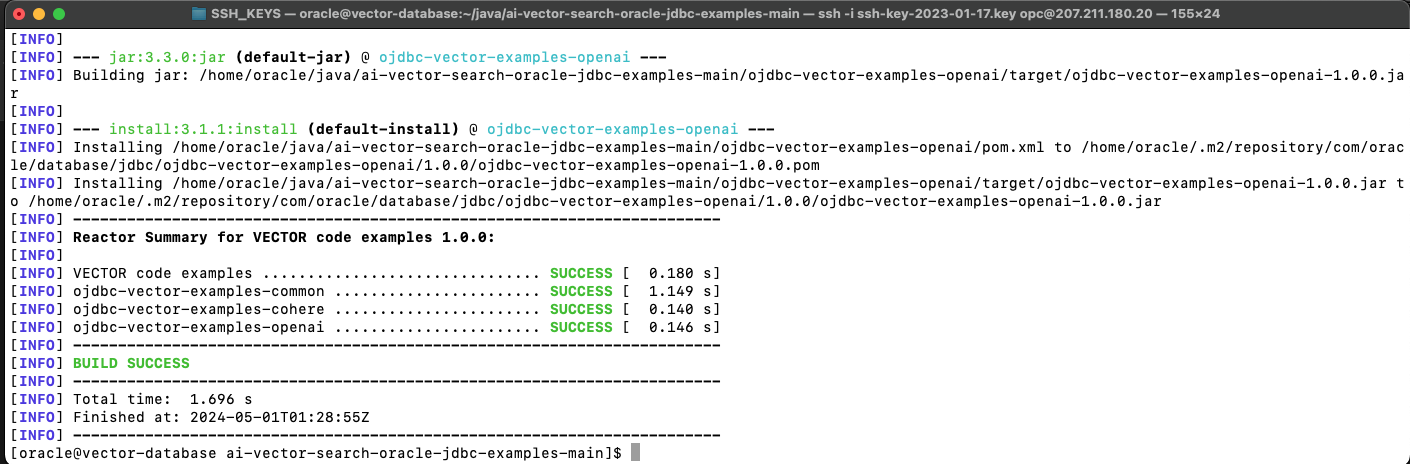 SSH_KEYS — oracle@vector-database:~/java/ai-vector-search-oracle-jdbc-examples-main — ssh -i ssh-key-2023-01-17.key opc@207.211.180.20 — 155×24
[INFO]
[INFO] --- jar:3.3.0:jar (default-jar) @ ojdbc-vector-examples-openai ---
[INFO] Building jar: /home/oracle/java/ai-vector-search-oracle-jdbc-examples-main/ojdbc-vector-examples-openai/target/ojdbc-vector-examples-openai-1.0.0.ja
r
[INFO]
[INFO] --- install:3.1.1:install (default-install) @ ojdbc-vector-examples-openai ---
[INFO] Installing /home/oracle/java/ai-vector-search-oracle-jdbc-examples-main/ojdbc-vector-examples-openai/pom.xml to /home/oracle/.m2/repository/com/orac
le/database/jdbc/ojdbc-vector-examples-openai/1.0.0/ojdbc-vector-examples-openai-1.0.0.pom
[INFO] Installing /home/oracle/java/ai-vector-search-oracle-jdbc-examples-main/ojdbc-vector-examples-openai/target/ojdbc-vector-examples-openai-1.0.0.jar t
o /home/oracle/.m2/repository/com/oracle/database/jdbc/ojdbc-vector-examples-openai/1.0.0/ojdbc-vector-examples-openai-1.0.0.jar
[INFO] ------------------------------------------------------------------------
[INFO] Reactor Summary for VECTOR code examples 1.0.0:
[INFO]
[INFO] VECTOR code examples ............................... SUCCESS [  0.180 s]
[INFO] ojdbc-vector-examples-common ....................... SUCCESS [  1.149 s]
[INFO] ojdbc-vector-examples-cohere ....................... SUCCESS [  0.140 s]
[INFO] ojdbc-vector-examples-openai ....................... SUCCESS [  0.146 s]
[INFO] ------------------------------------------------------------------------
[INFO] BUILD SUCCESS
[INFO] ------------------------------------------------------------------------
[INFO] Total time:  1.696 s
[INFO] Finished at: 2024-05-01T01:28:55Z
[INFO] ------------------------------------------------------------------------
[oracle@vector-database ai-vector-search-oracle-jdbc-examples-main]$